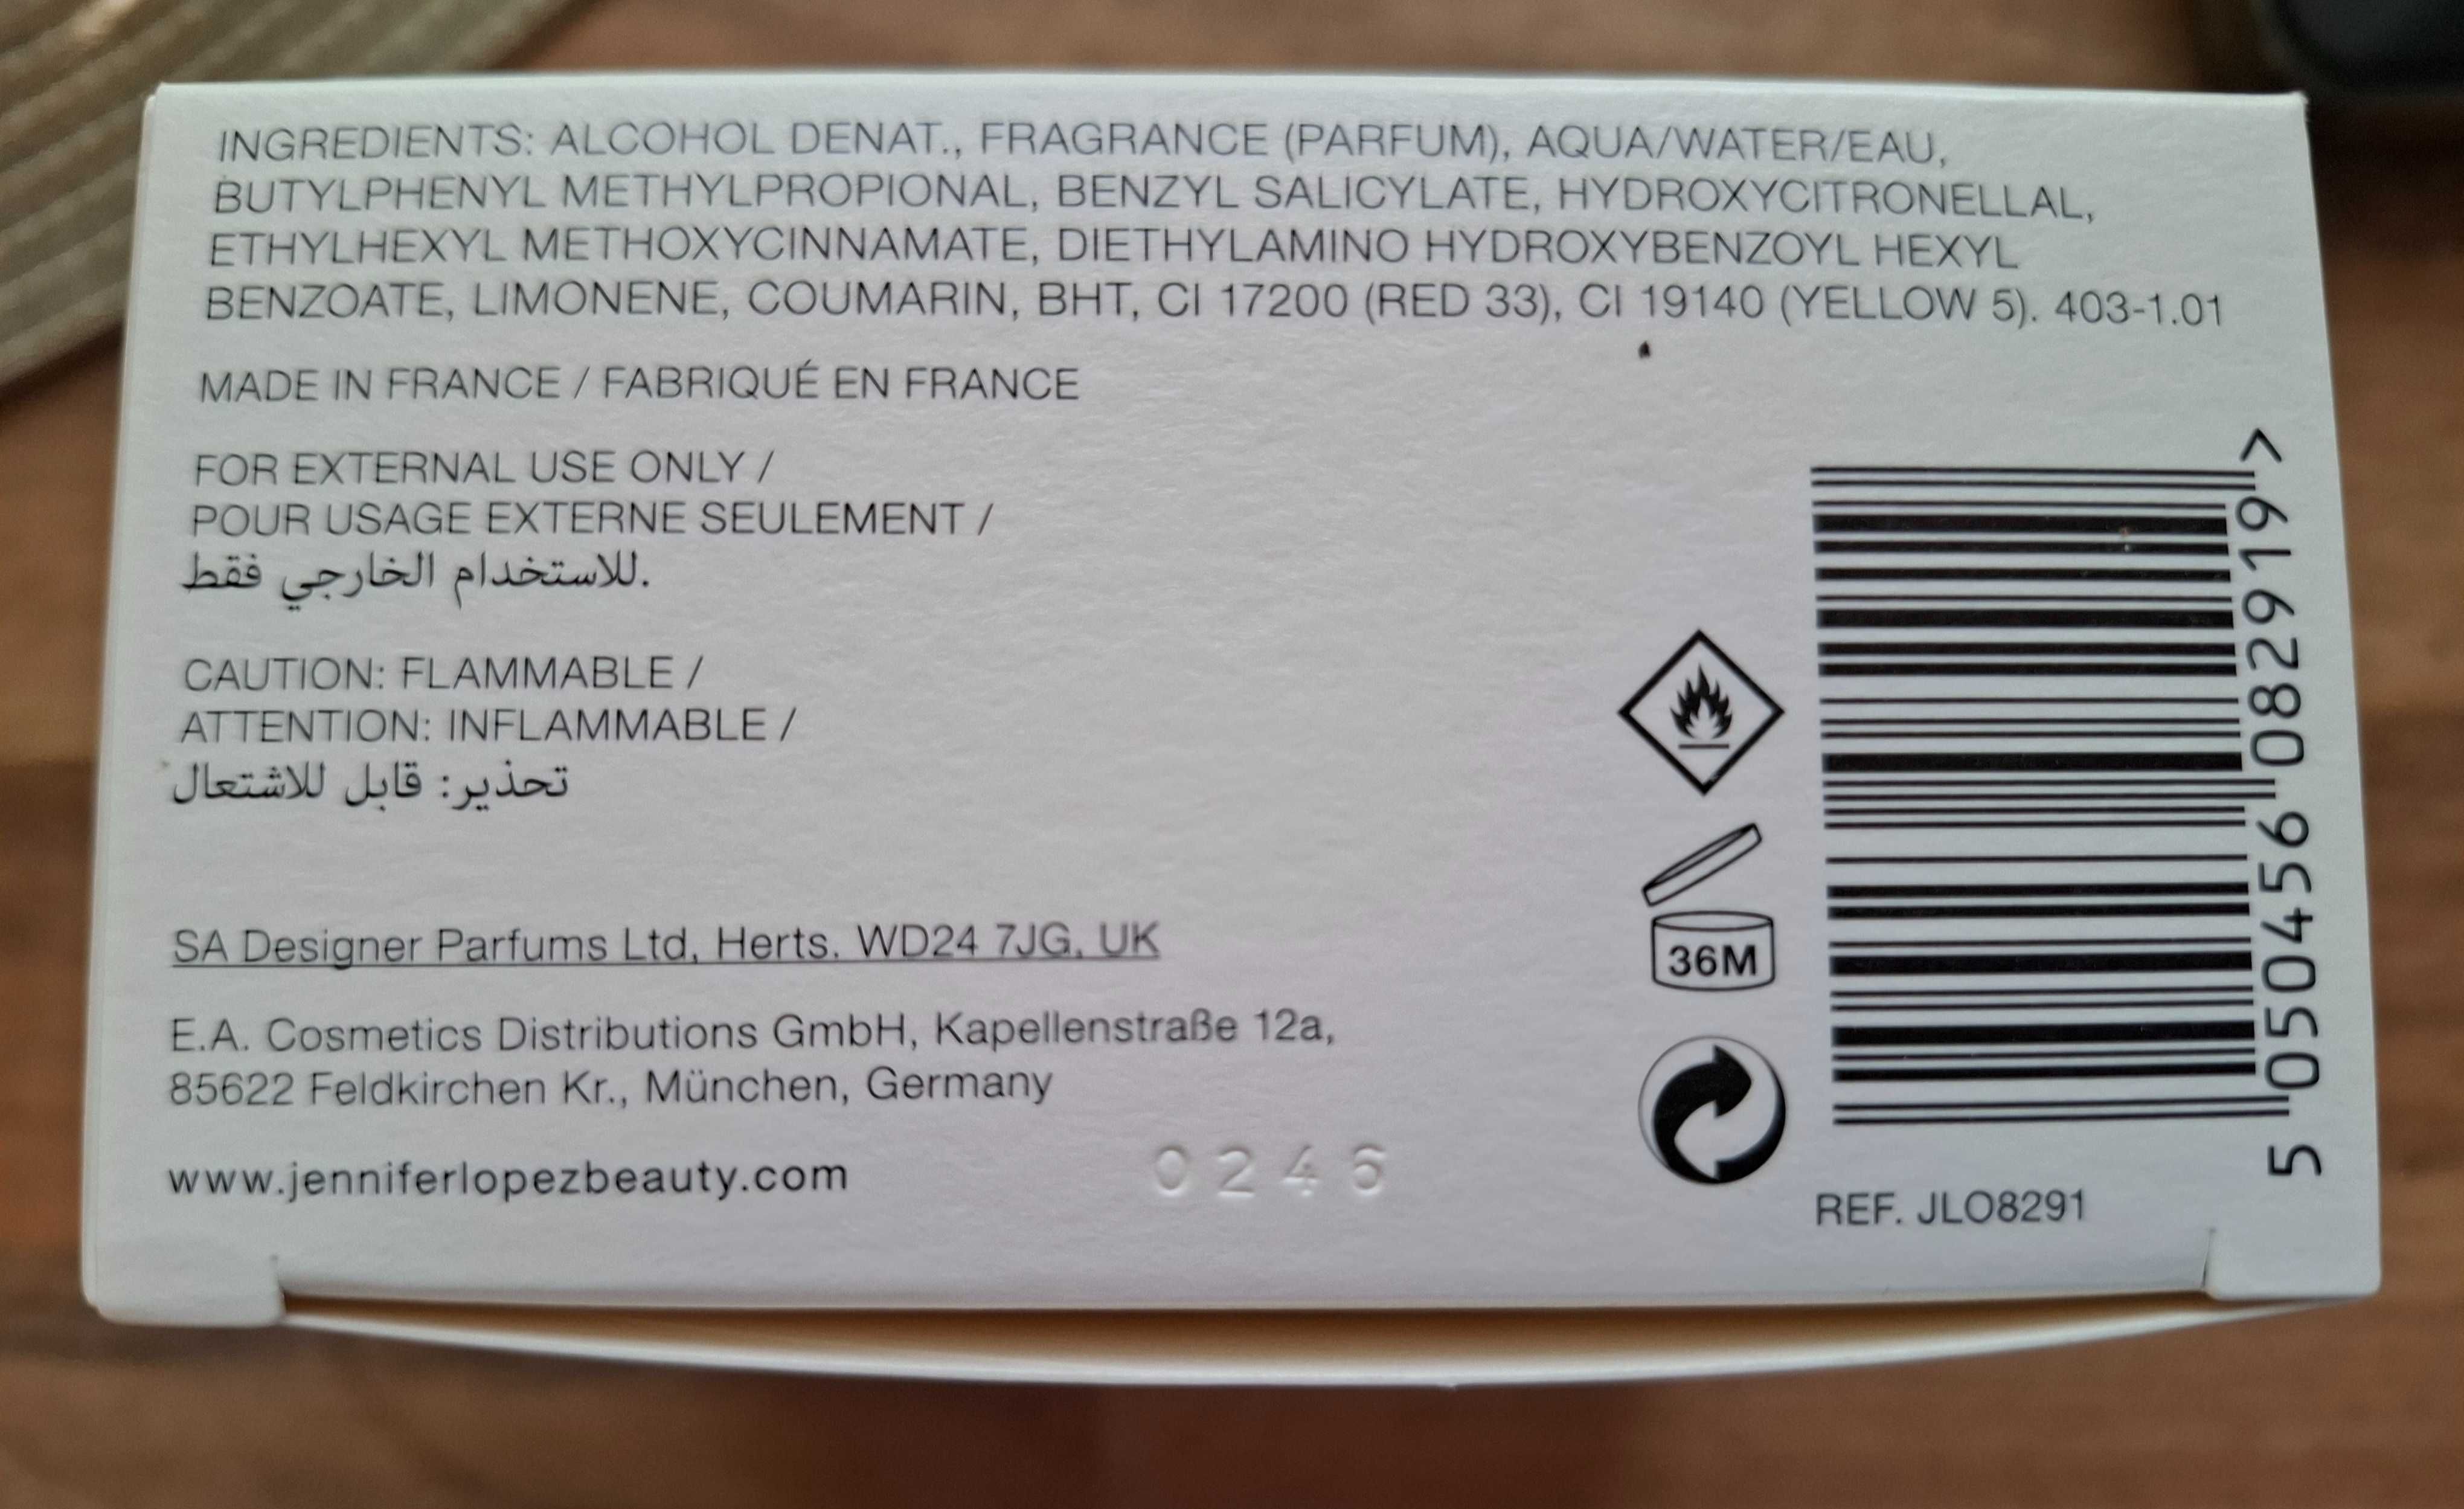 INGREDIENTS: ALCOHOL DENAT., FRAGRANCE (PARFUM), AQUA/WATER/EAU,
BUTYLPHENYL METHYLPROPIONAL, BENZYL SALICYLATE, HYDROXYCITRONELLAL,
ETHYLHEXYL METHOXYCINNAMATE, DIETHYLAMINO HYDROXYBENZOYL HEXYL
BENZOATE, LIMONENE, COUMARIN, BHT, CI 17200 (RED 33), CI 19140 (YELLOW 5). 403-1.01
MADE IN FRANCE / FABRIQUÉ EN FRANCE
FOR EXTERNAL USE ONLY /
POUR USAGE EXTERNE SEULEMENT /
للاستخدام الخارجي فقط.
CAUTION: FLAMMABLE /
ATTENTION: INFLAMMABLE /
تحذير: قابل للاشتعال
SA Designer Parfums Ltd, Herts. WD24 7JG, UK
E.A. Cosmetics Distributions GmbH, Kapellenstraße 12a,
85622 Feldkirchen Kr., München, Germany
www.jenniferlopezbeauty.com
0246
36M
5 050456 082919 >
REF. JLO8291